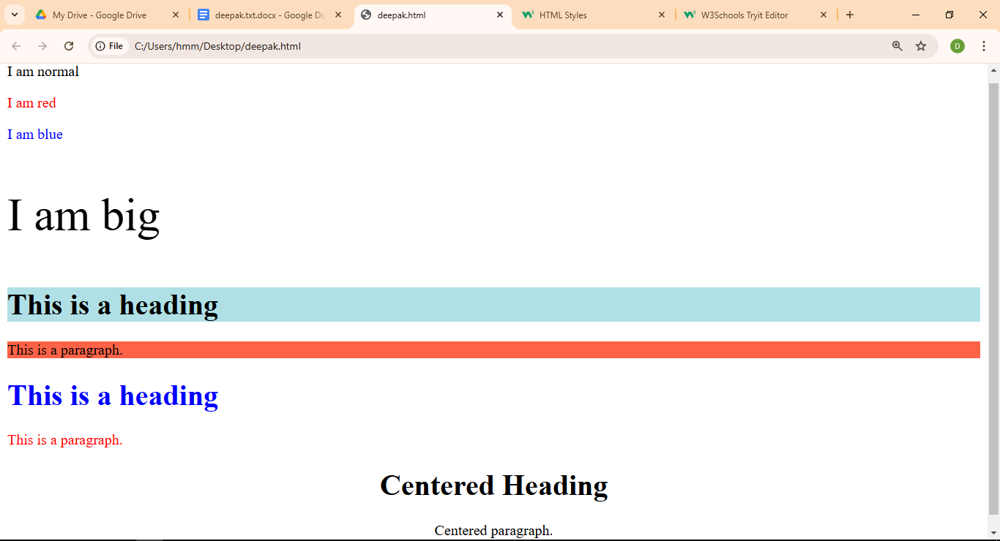 My Drive - Google Drive
deepak.txt.docx - Google Do
deepak.html
HTML Styles
W3Schools Tryit Editor
File
C:/Users/hmm/Desktop/deepak.html
D
I am normal
I am red
I am blue
I am big
This is a heading
This is a paragraph.
This is a heading
This is a paragraph.
Centered Heading
Centered paragraph.